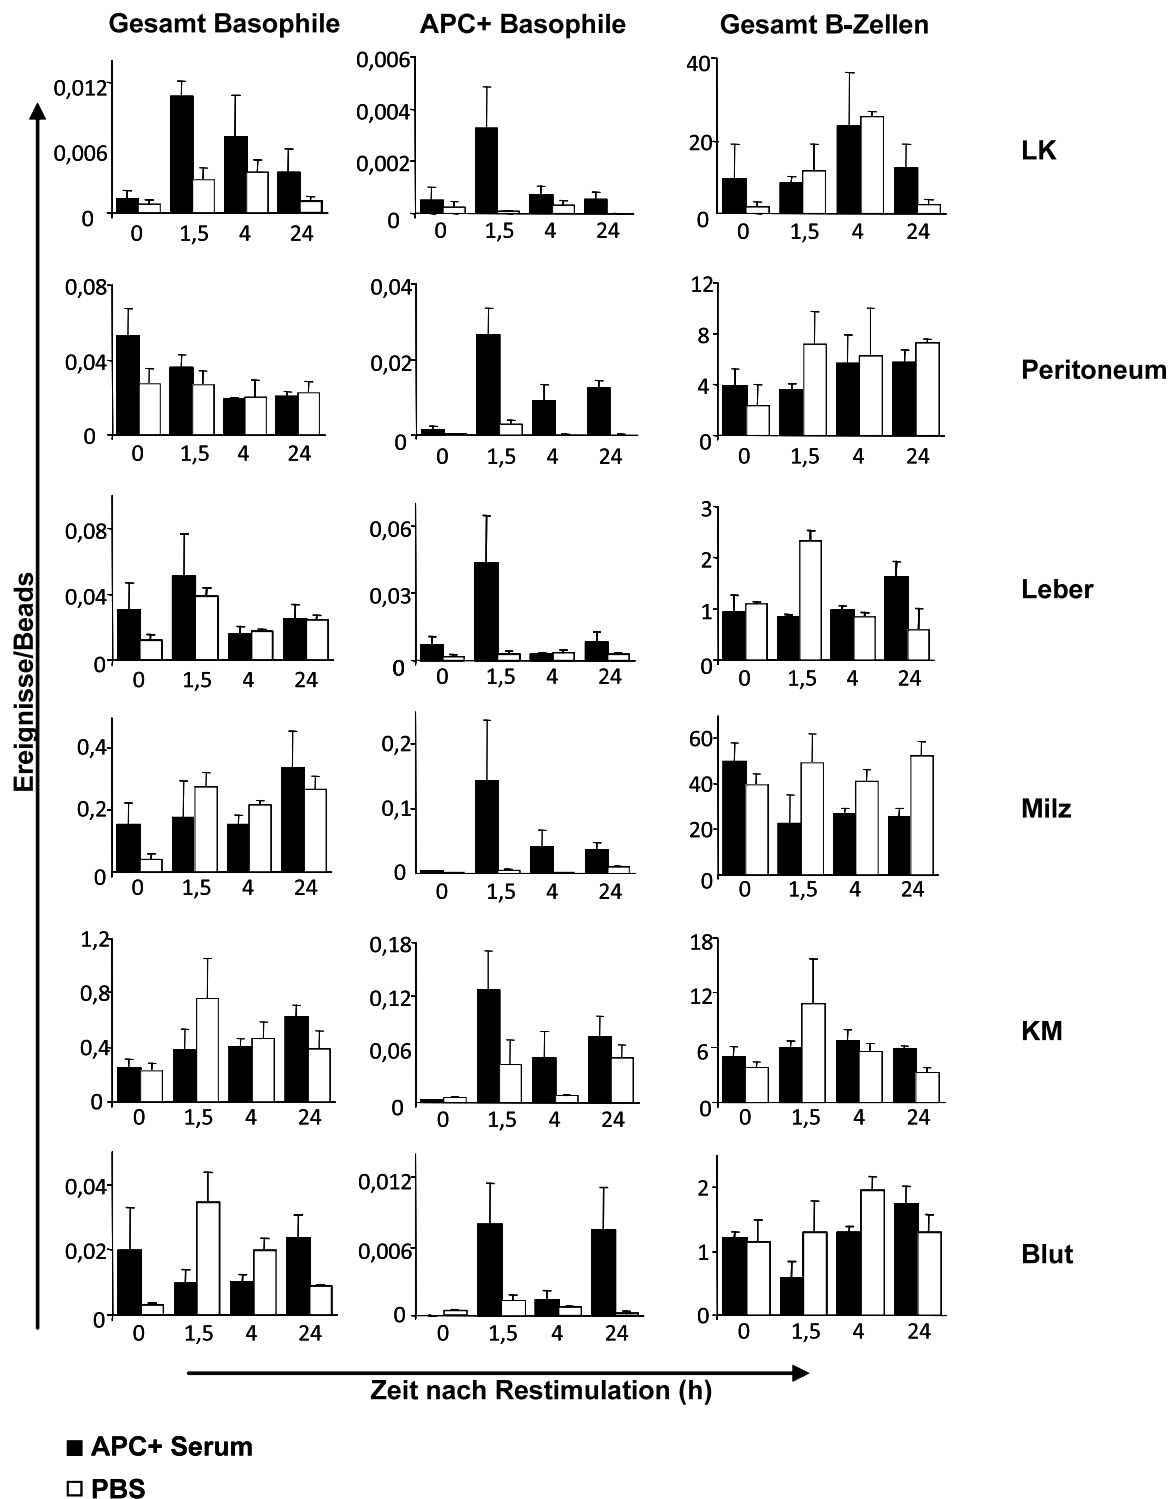 Gesamt Basophile APC+ Basophile Gesamt B-Zellen
0,012 0,006 0
0 1,5 4 24
0,006 0,004 0,002 0
0 1,5 4 24
40 20 0
0 1,5 4 24
LK
0,08 0,04 0
0 1,5 4 24
0,04 0,02 0
0 1,5 4 24
12 8 4 0
0 1,5 4 24
Peritoneum
0,08 0,04 0
0 1,5 4 24
0,06 0,03 0
0 1,5 4 24
3 2 1 0
0 1,5 4 24
Leber
0,4 0,2 0
0 1,5 4 24
0,2 0,1 0
0 1,5 4 24
60 40 20 0
0 1,5 4 24
Milz
1,2 0,8 0,4 0
0 1,5 4 24
0,18 0,12 0,06 0
0 1,5 4 24
18 12 6 0
0 1,5 4 24
KM
0,04 0,02 0
0 1,5 4 24
0,012 0,006 0
0 1,5 4 24
2 1 0
0 1,5 4 24
Blut
Ereignisse/Beads
Zeit nach Restimulation (h)
APC+ Serum
PBS